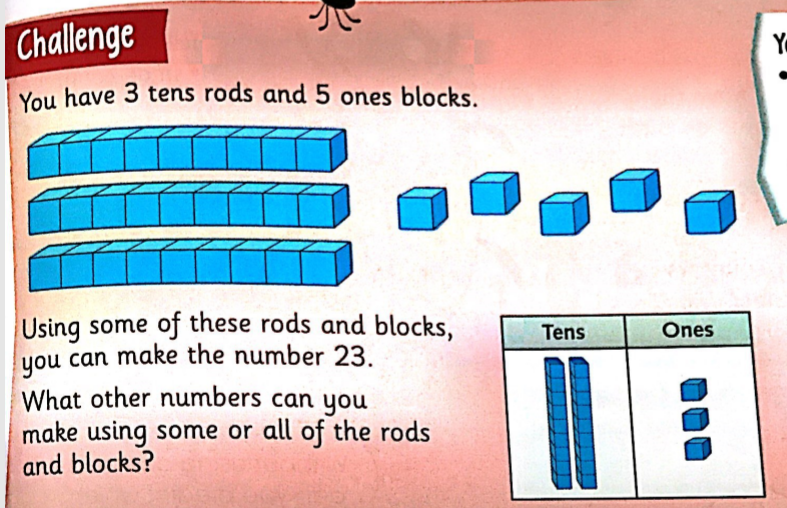 Challenge
You have 3 tens rods and 5 ones blocks.
Using some of these rods and blocks,
you can make the number 23.
What other numbers can you
make using some or all of the rods
and blocks?
Tens Ones